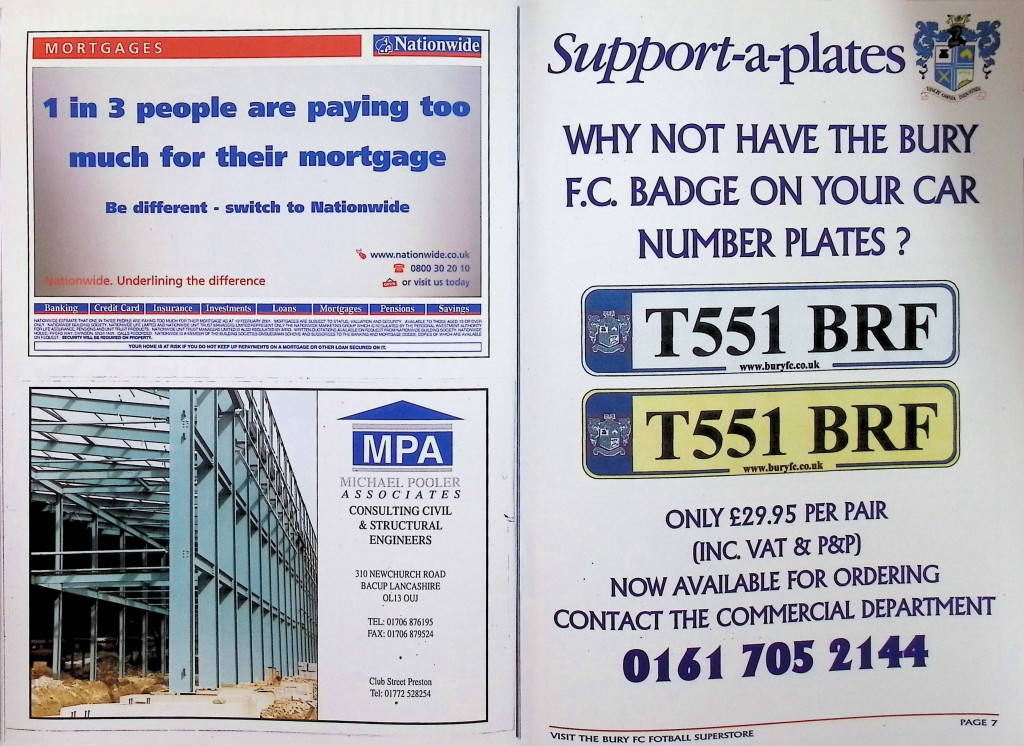 MORTGAGES
Nationwide
1 in 3 people are paying too
much for their mortgage
Be different - switch to Nationwide
www.nationwide.co.uk
0800 30 20 10
or visit us today
Nationwide. Underlining the difference
Banking Credit Card Insurance Investments Loans Mortgages Pensions Savings
YOUR HOME IS AT RISK IF YOU DO NOT KEEP UP REPAYMENTS ON A MORTGAGE OR OTHER LOAN SECURED ON IT.
MPA
MICHAEL POOLER
ASSOCIATES
CONSULTING CIVIL
& STRUCTURAL
ENGINEERS
310 NEWCHURCH ROAD
BACUP LANCASHIRE
OL13 OUJ
TEL: 01706 876195
FAX: 01706 879524
Club Street Preston
Tel: 01772 528254
Support-a-plates
WHY NOT HAVE THE BURY
F.C. BADGE ON YOUR CAR
NUMBER PLATES ?
T551 BRF
www.buryfc.co.uk
T551 BRF
www.buryfc.co.uk
ONLY £29.95 PER PAIR
(INC. VAT & P&P)
NOW AVAILABLE FOR ORDERING
CONTACT THE COMMERCIAL DEPARTMENT
0161 705 2144
VISIT THE BURY FC FOTBALL SUPERSTORE
PAGE 7